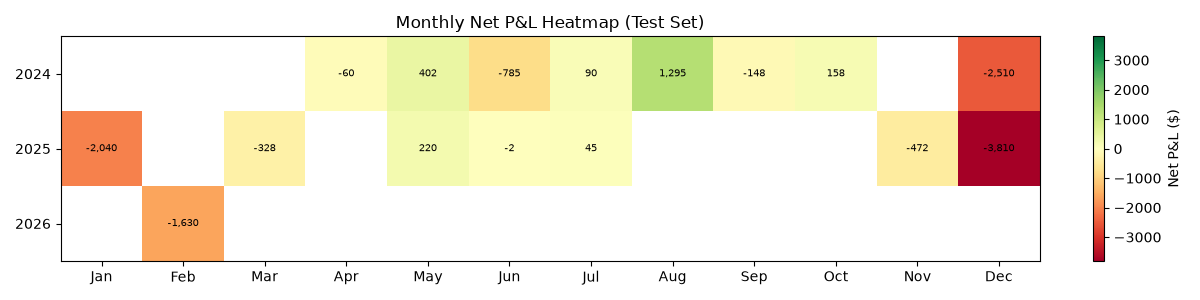 Monthly Net P&L Heatmap (Test Set)
2024 -60 402 -785 90 1,295 -148 158 -2,510
2025 -2,040 -328 220 -2 45 -472 -3,810
2026 -1,630
Jan Feb Mar Apr May Jun Jul Aug Sep Oct Nov Dec
3000
2000
1000
0
−1000
−2000
−3000
Net P&L ($)